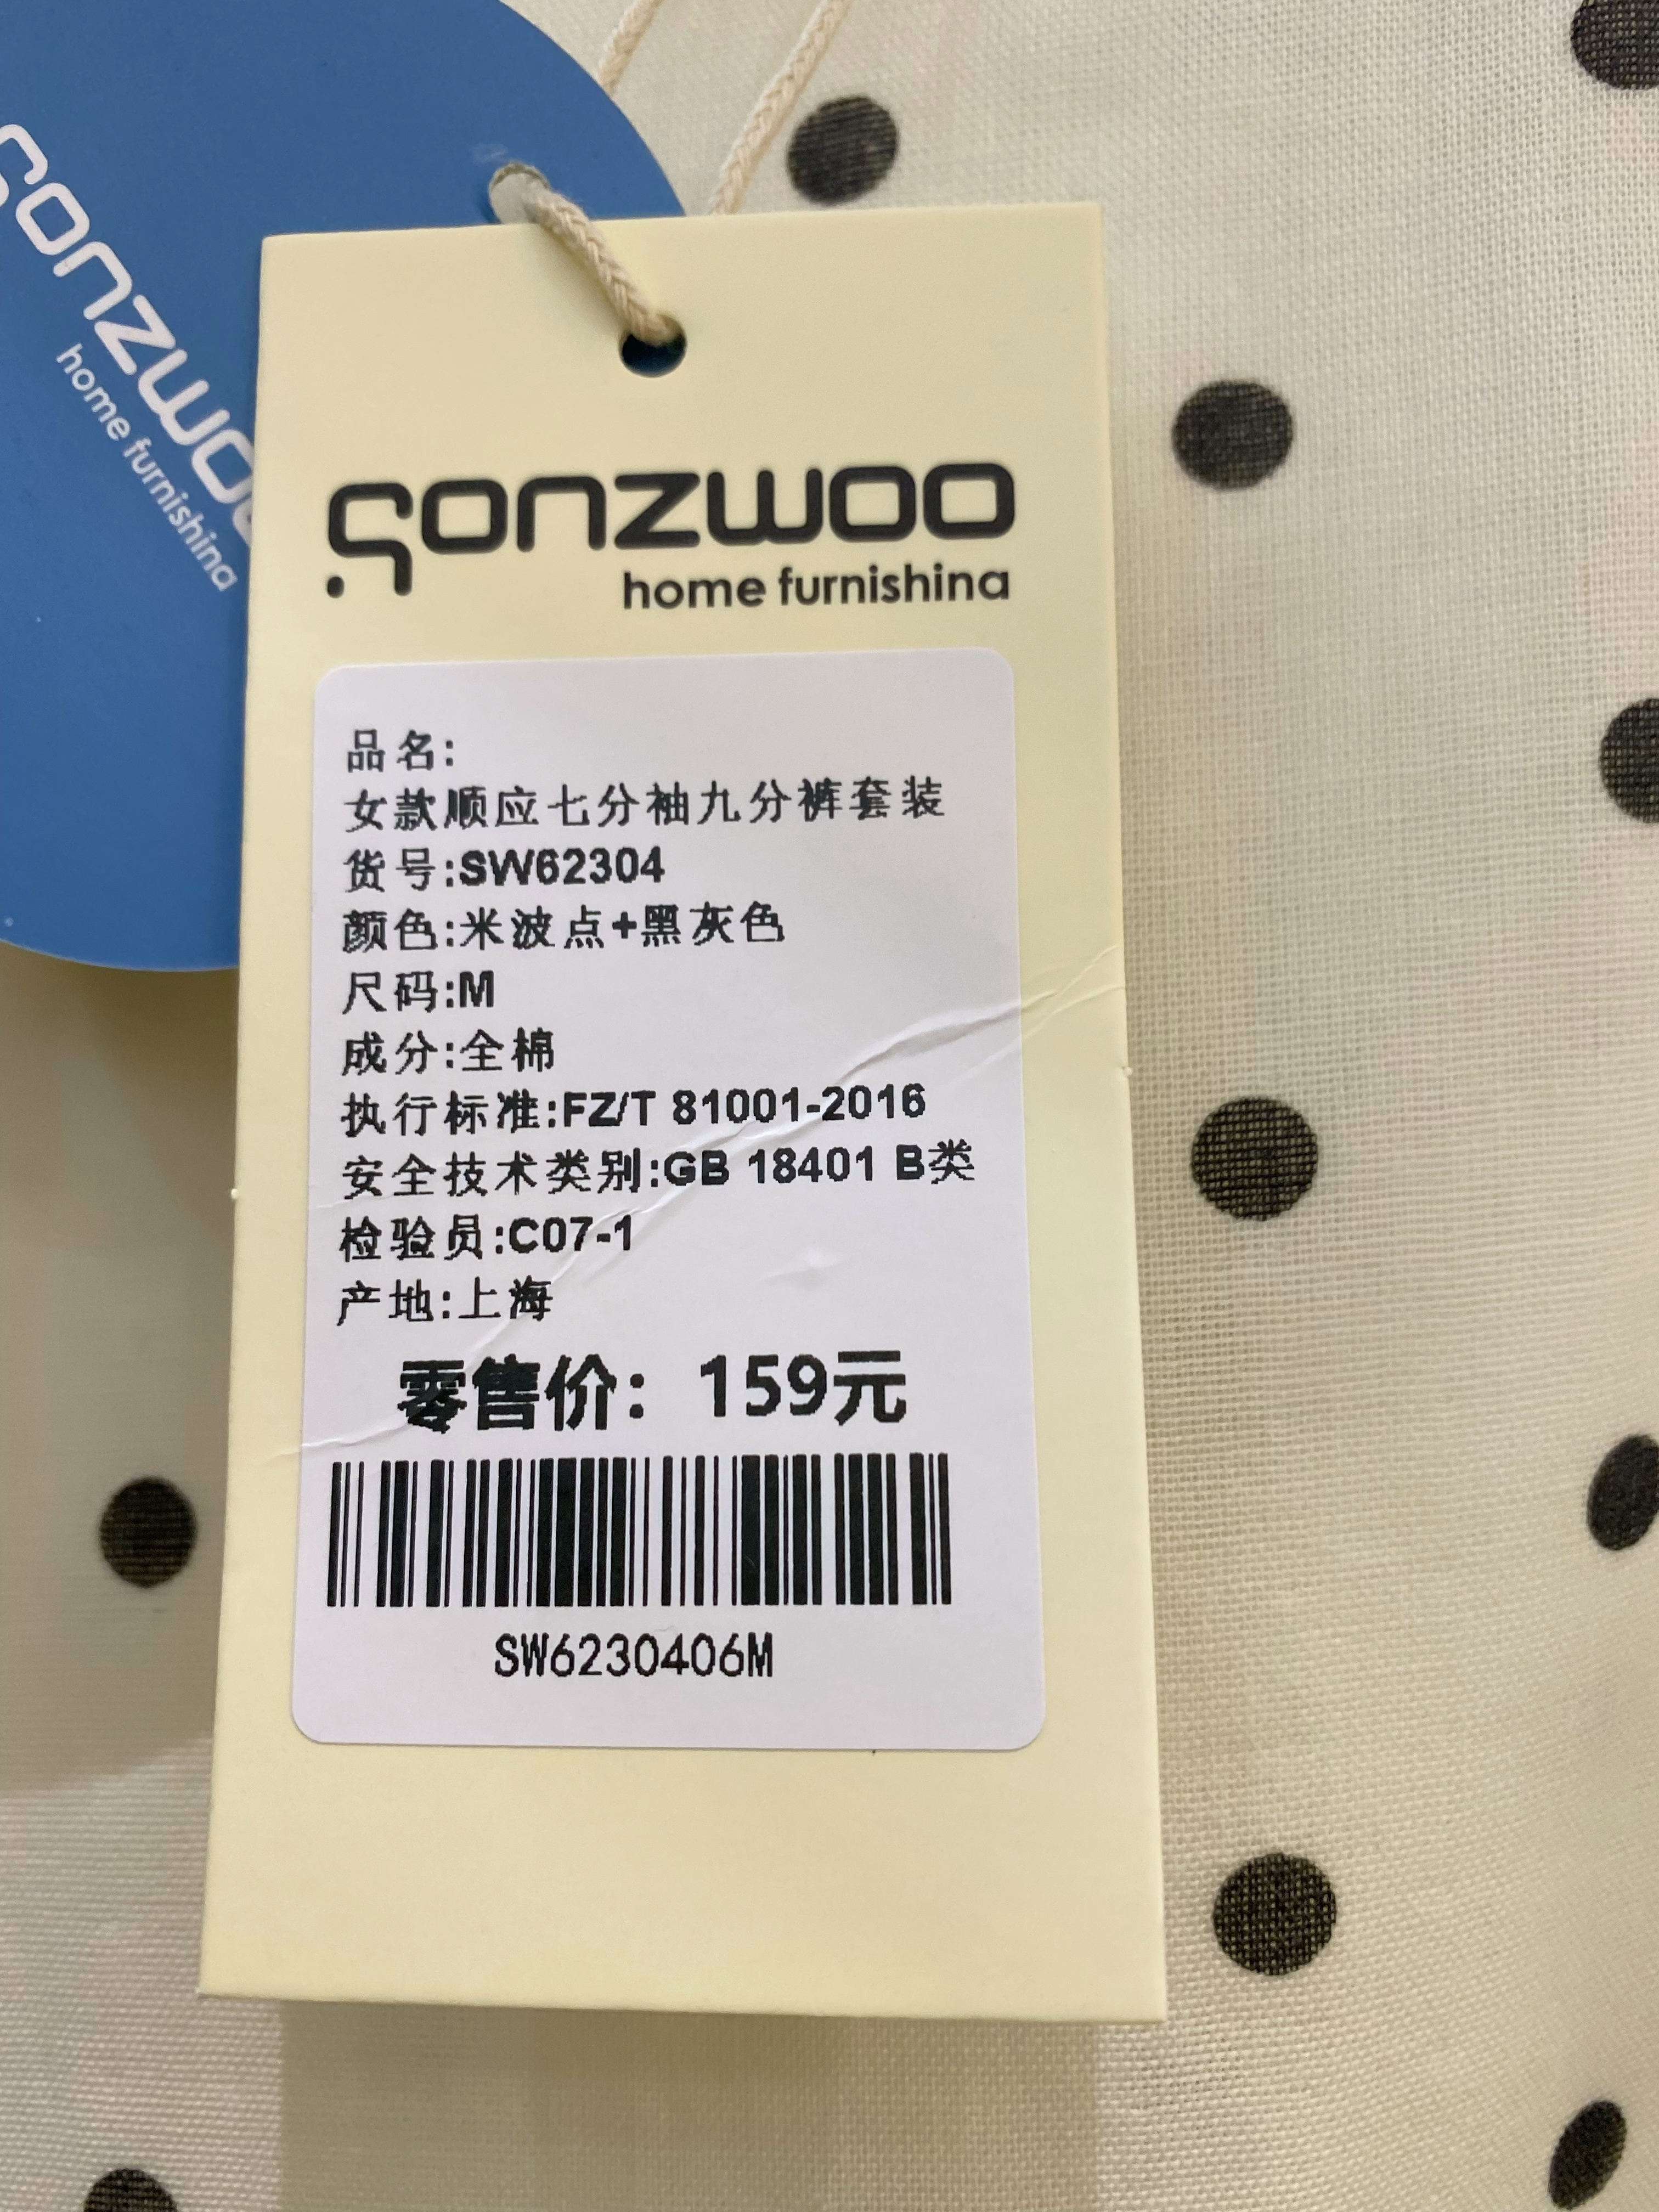 gonzwoo
home furnishina
gonzwoo
home furnishina
品名:
女款顺应七分袖九分裤套装
货号:SW62304
颜色:米波点+黑灰色
尺码:M
成分:全棉
执行标准:FZ/T 81001-2016
安全技术类别:GB 18401 B类
检验员:C07-1
产地:上海
零售价: 159元
SW6230406M